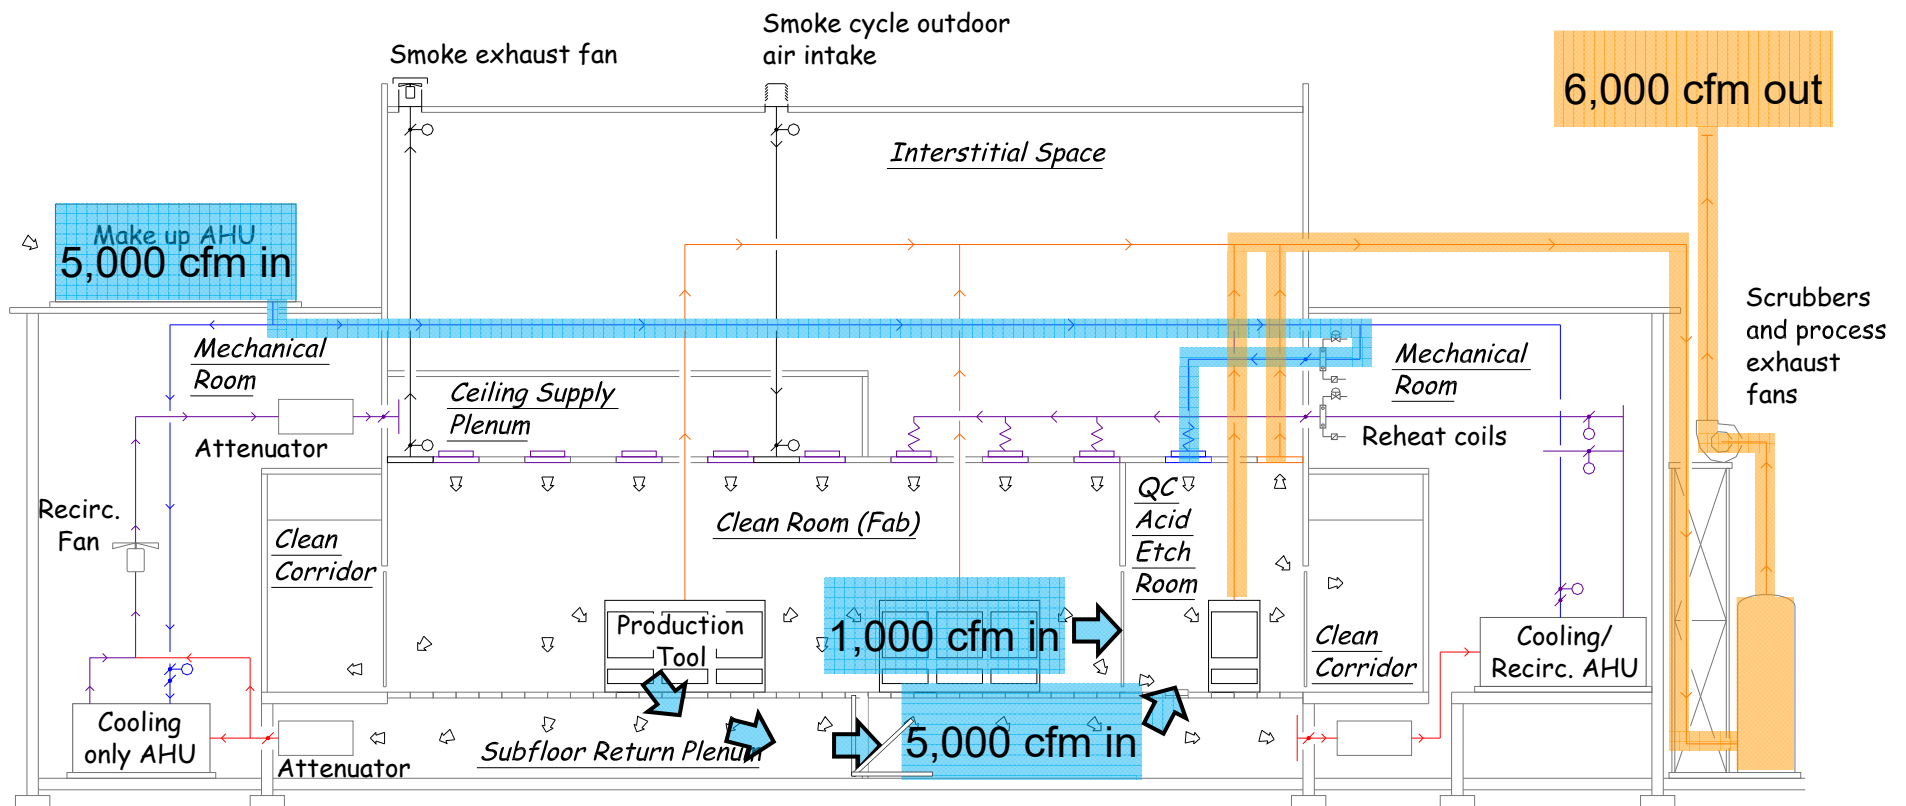 Smoke cycle outdoor
air intake
Smoke exhaust fan
6,000 cfm out
Interstitial Space
Make up AHU
5,000 cfm in
Scrubbers
and process
exhaust
fans
Mechanical
Room
Mechanical
Room
Ceiling Supply
Plenum
Attenuator
Reheat coils
QC
Acid
Etch
Room
Recirc.
Fan
Clean Room (Fab)
Clean
Corridor
Production
Tool
1,000 cfm in
Clean
Corridor
Cooling/
Recirc. AHU
Cooling
only AHU
Subfloor Return Plenum
5,000 cfm in
Attenuator